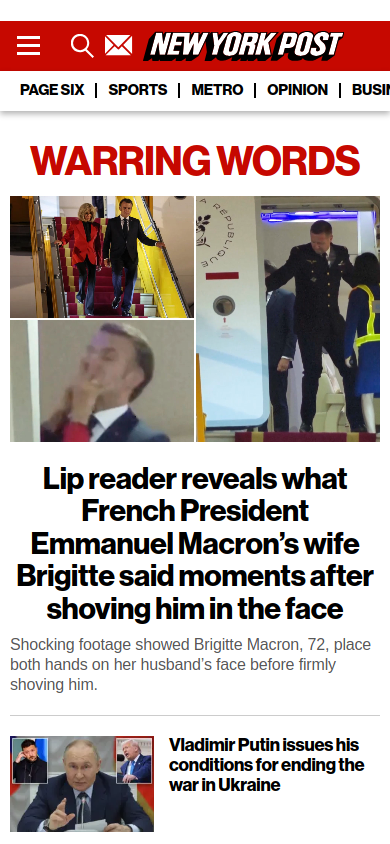 NEW YORK POST
PAGE SIX | SPORTS | METRO | OPINION | BUSI
WARRING WORDS
A RÉPUBLIQUE
Lip reader reveals what
French President
Emmanuel Macron’s wife
Brigitte said moments after
shoving him in the face
Shocking footage showed Brigitte Macron, 72, place
both hands on her husband’s face before firmly
shoving him.
Vladimir Putin issues his
conditions for ending the
war in Ukraine